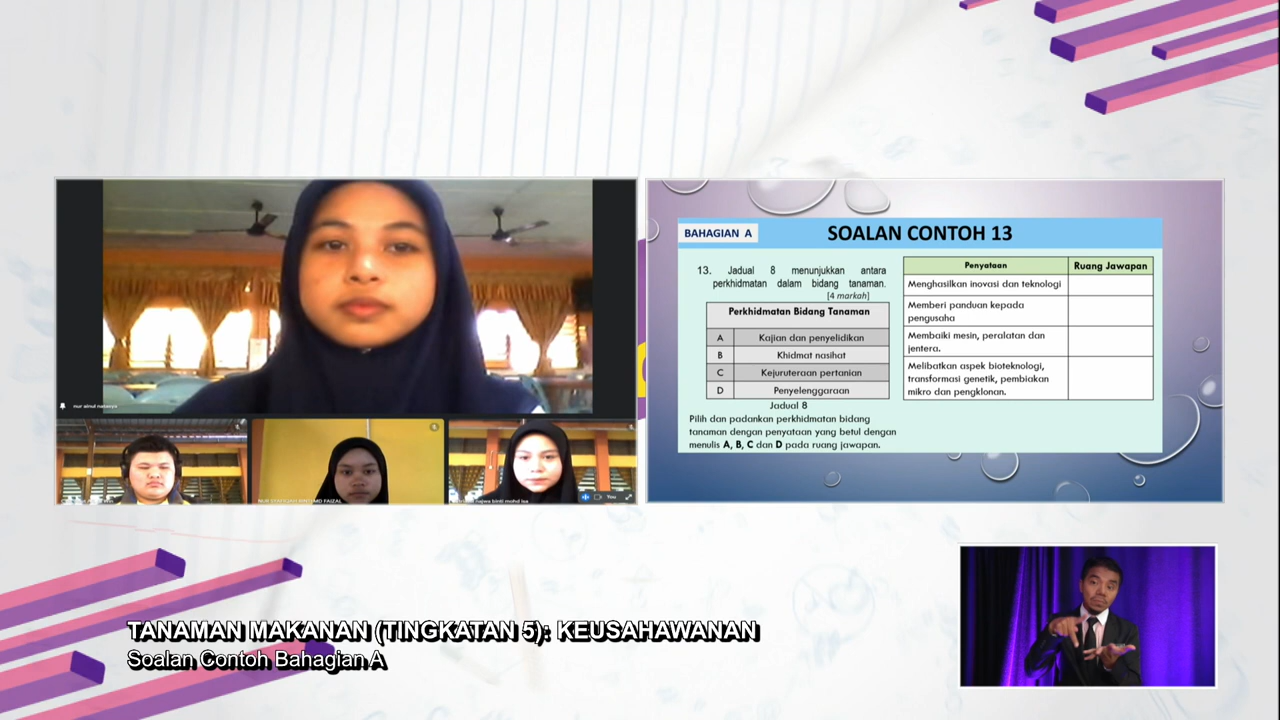 nur ainul natasya
You
BAHAGIAN A
SOALAN CONTOH 13
13. Jadual 8 menunjukkan antara
perkhidmatan dalam bidang tanaman.
[4 markah]
Perkhidmatan Bidang Tanaman
A Kajian dan penyelidikan
B Khidmat nasihat
C Kejuruteraan pertanian
D Penyelenggaraan
Jadual 8
Pilih dan padankan perkhidmatan bidang
tanaman dengan penyataan yang betul dengan
menulis A, B, C dan D pada ruang jawapan.
Penyataan Ruang Jawapan
Menghasilkan inovasi dan teknologi
Memberi panduan kepada
pengusaha
Membaiki mesin, peralatan dan
jentera.
Melibatkan aspek bioteknologi,
transformasi genetik, pembiakan
mikro dan pengklonan.
TANAMAN MAKANAN (TINGKATAN 5): KEUSAHAWANAN
Soalan Contoh Bahagian A